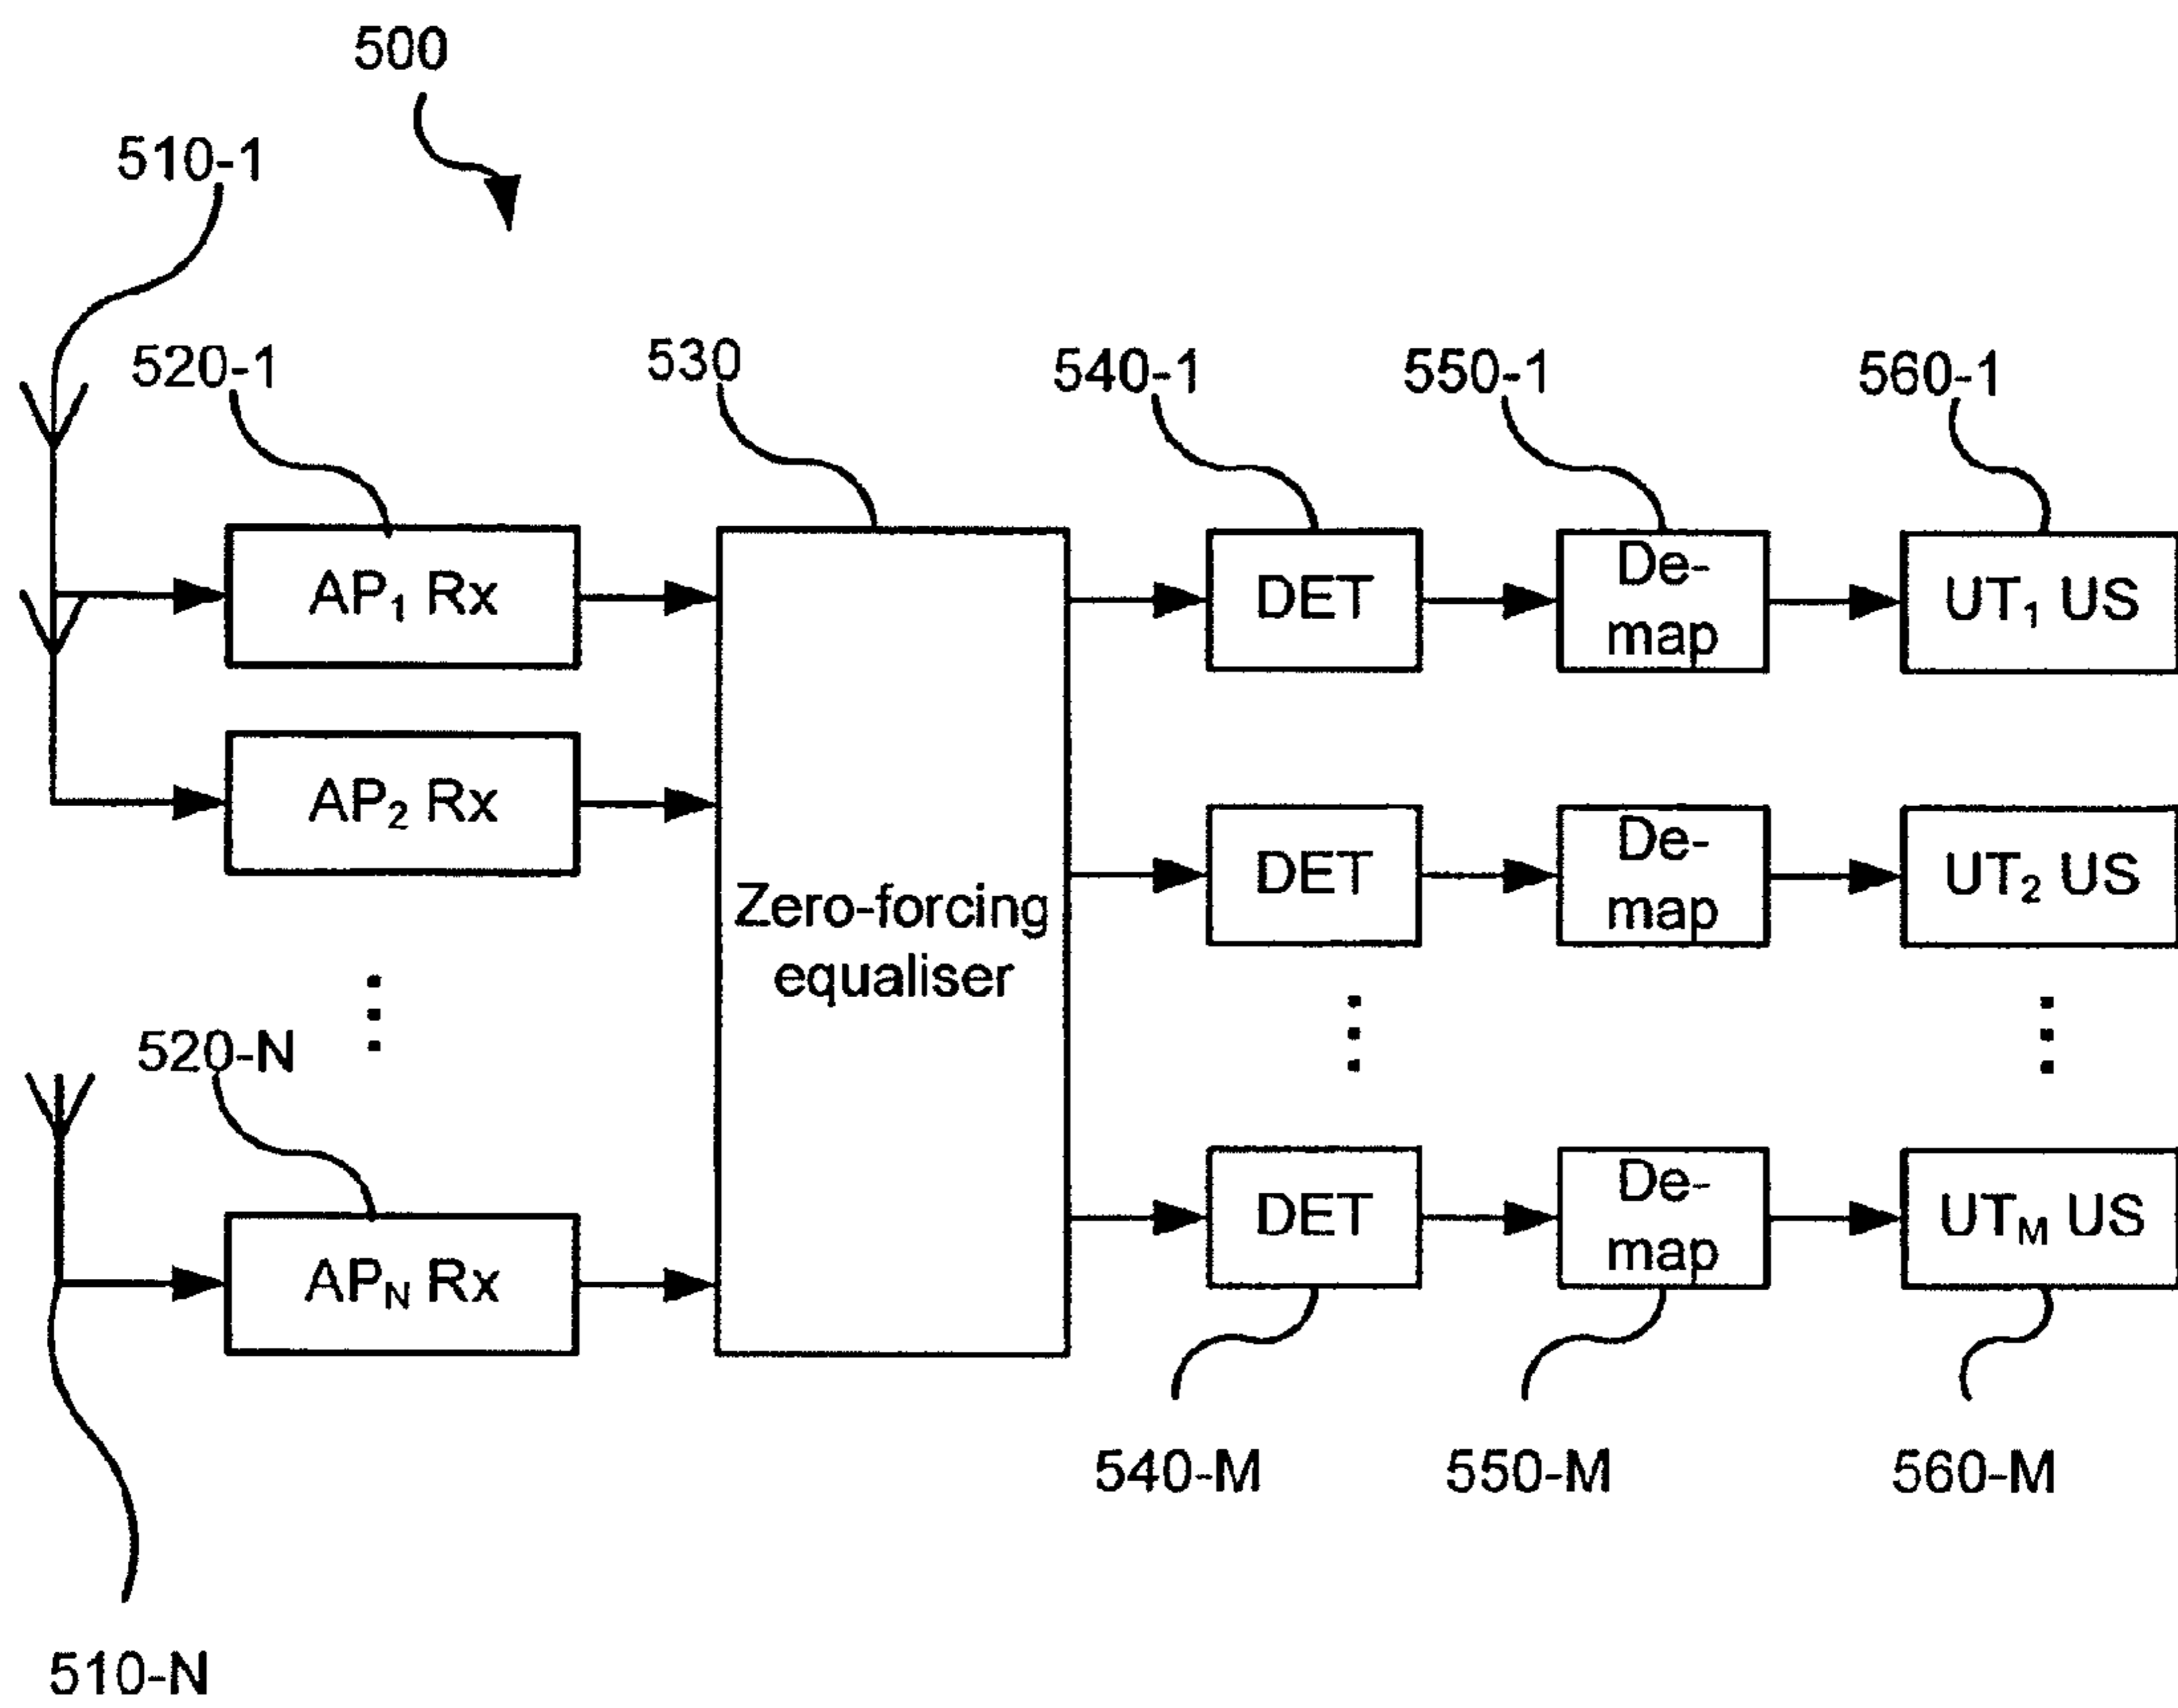 500
510-1
520-1
530
540-1
550-1
560-1
AP1 Rx
DET
De-
map
UT1 US
AP2 Rx
DET
De-
map
UT2 US
Zero-forcing
equaliser
520-N
DET
De-
map
UTM US
APN Rx
540-M
550-M
560-M
510-N